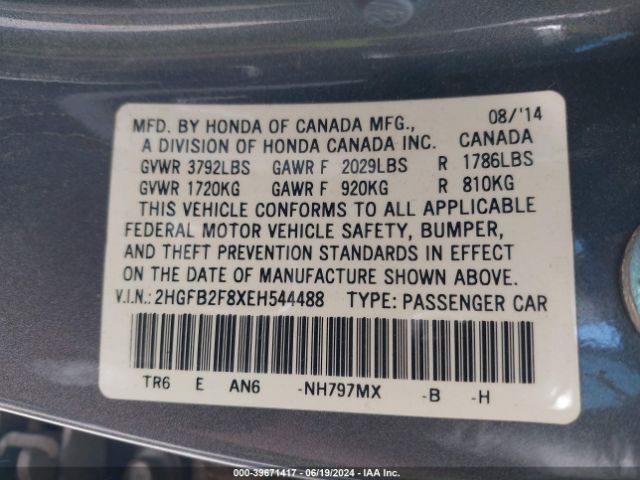 MFD. BY HONDA OF CANADA MFG., 08/'14
A DIVISION OF HONDA CANADA INC. CANADA
GVWR 3792LBS GAWR F 2029LBS R 1786LBS
GVWR 1720KG GAWR F 920KG R 810KG
THIS VEHICLE CONFORMS TO ALL APPLICABLE
FEDERAL MOTOR VEHICLE SAFETY, BUMPER,
AND THEFT PREVENTION STANDARDS IN EFFECT
ON THE DATE OF MANUFACTURE SHOWN ABOVE.
V.I.N.: 2HGFB2F8XEH544488 TYPE: PASSENGER CAR
TR6 E AN6 -NH797MX -B -H
000-39671417 - 06/19/2024 - IAA Inc.